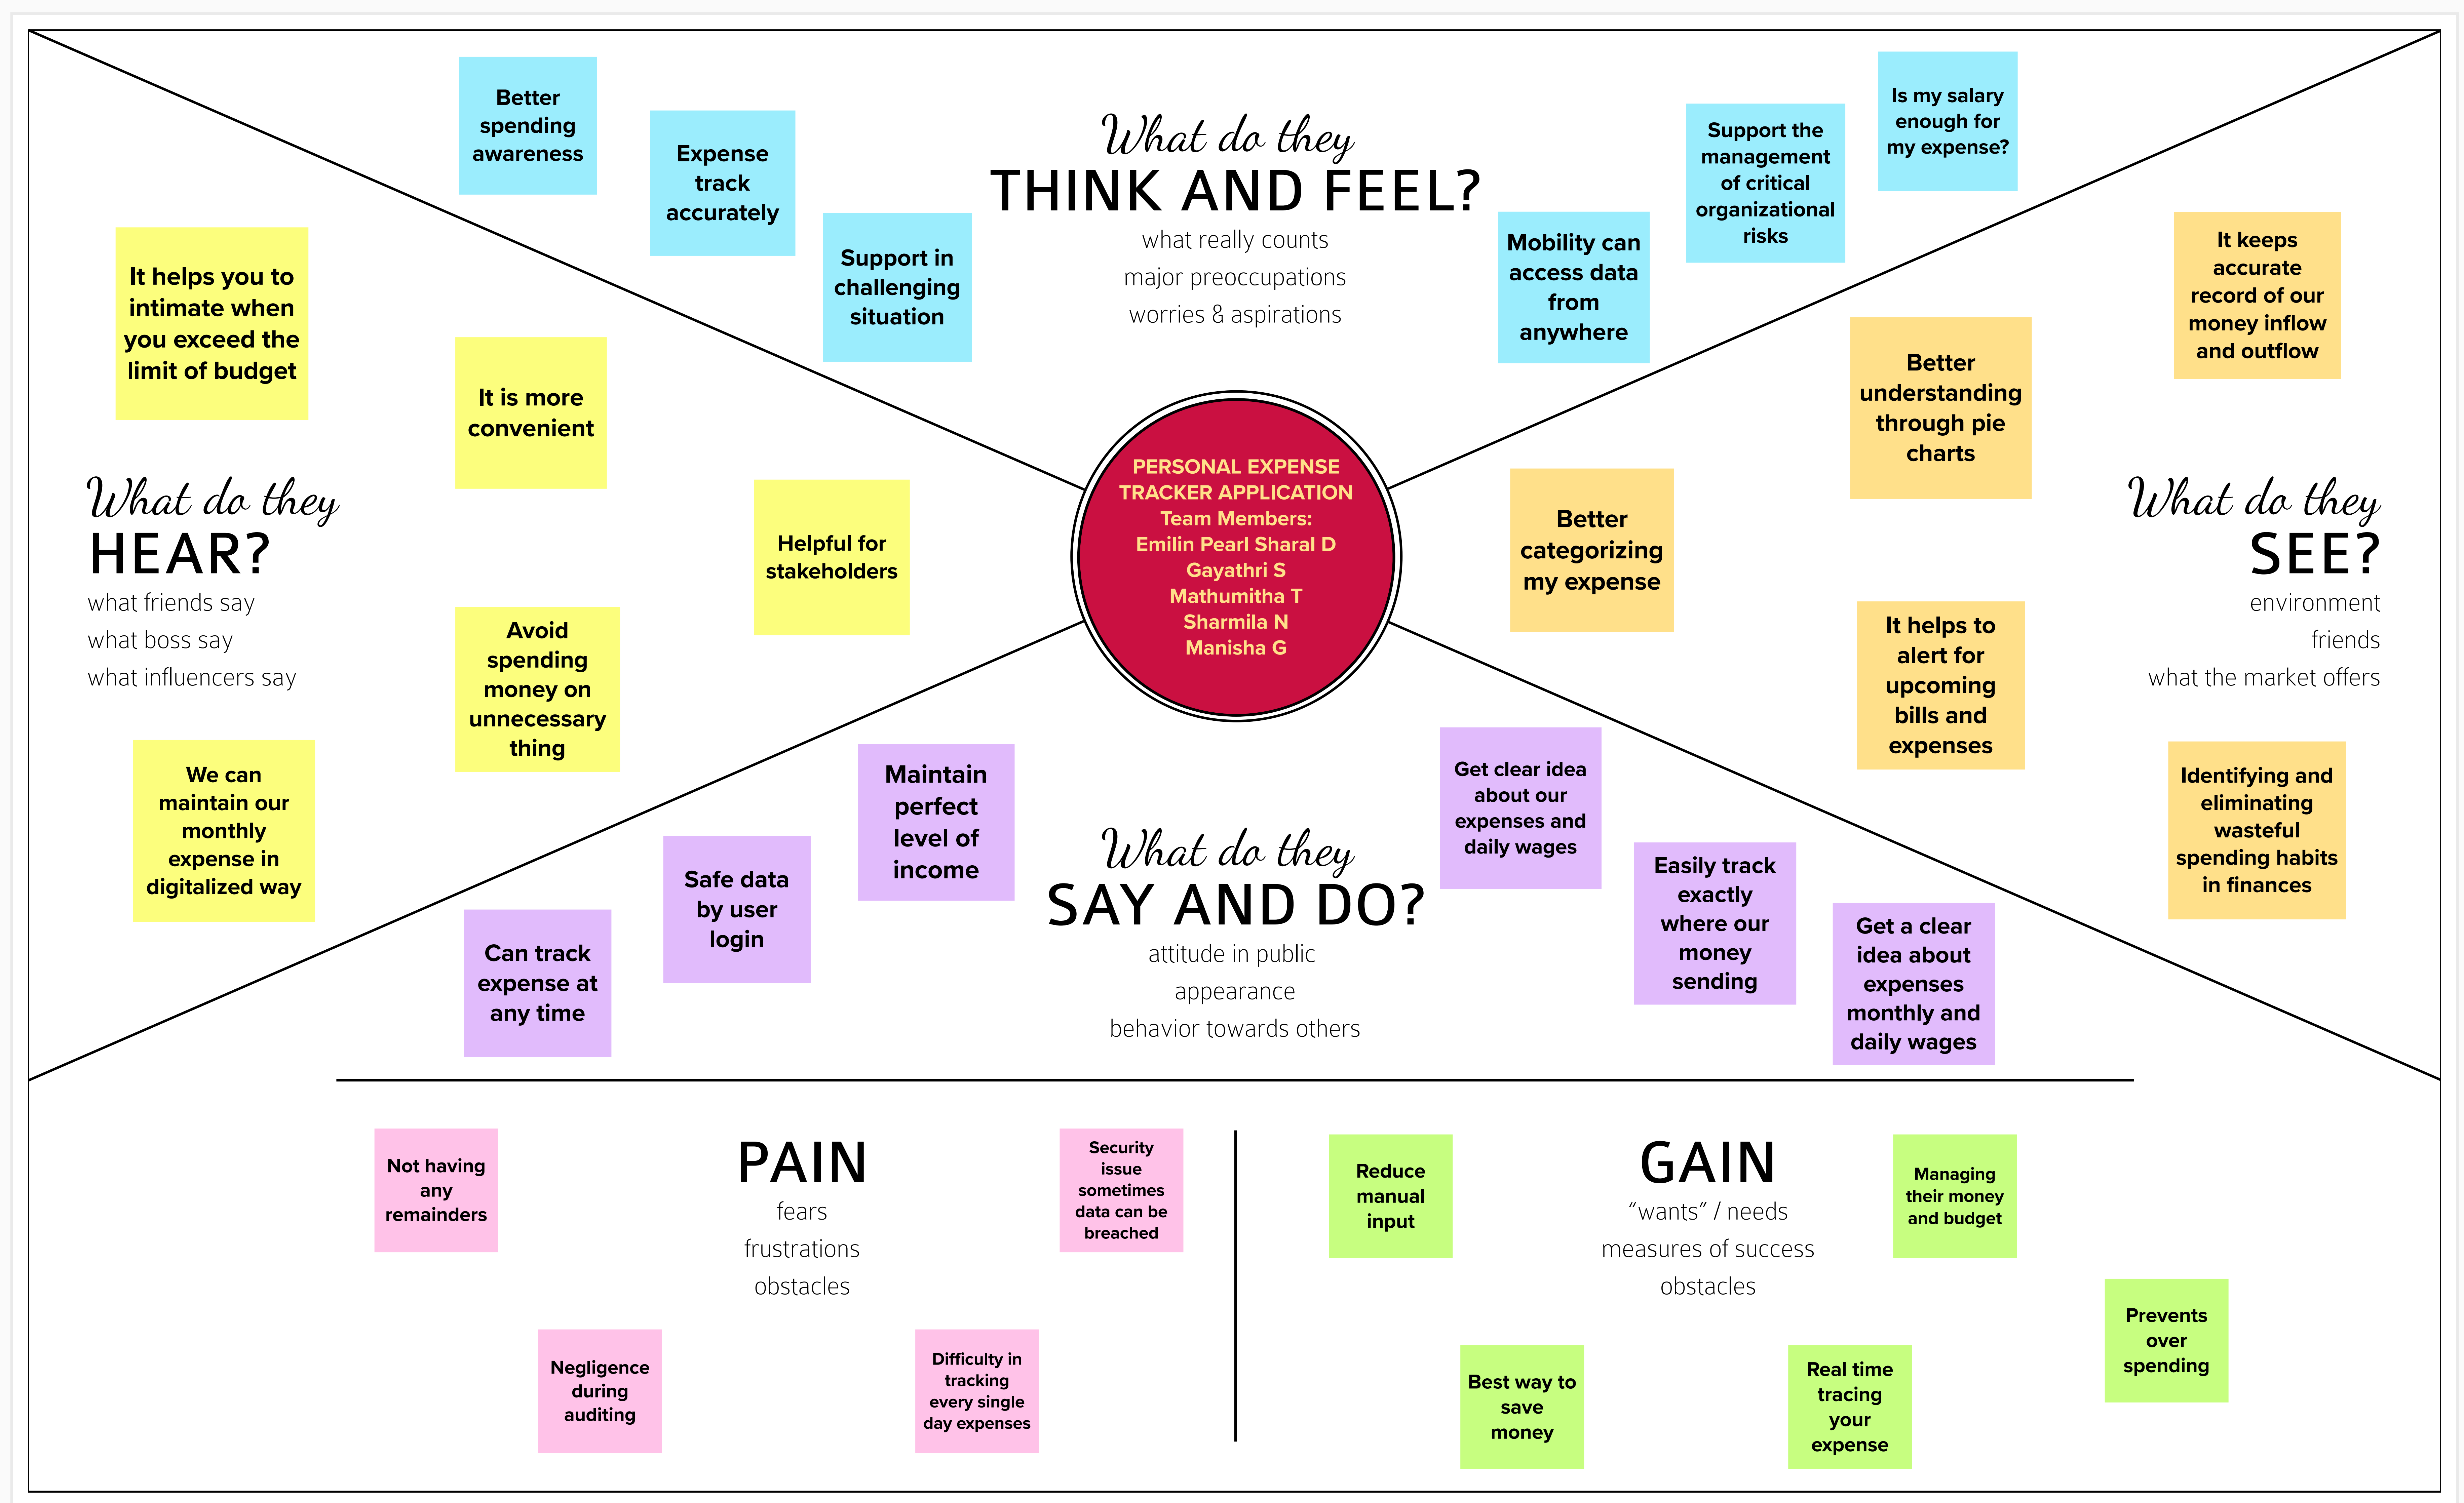 Better
spending
awareness
Expense
track
accurately
Support in
challenging
situation
What do they
THINK AND FEEL?
what really counts
major preoccupations
worries & aspirations
Mobility can
access data
from
anywhere
Support the
management
of critical
organizational
risks
Is my salary
enough for
my expense?
It helps you to
intimate when
you exceed the
limit of budget
It is more
convenient
Helpful for
stakeholders
What do they
HEAR?
what friends say
what boss say
what influencers say
Avoid
spending
money on
unnecessary
thing
We can
maintain our
monthly
expense in
digitalized way
PERSONAL EXPENSE
TRACKER APPLICATION
Team Members:
Emilin Pearl Sharal D
Gayathri S
Mathumitha T
Sharmila N
Manisha G
It keeps
accurate
record of our
money inflow
and outflow
Better
understanding
through pie
charts
Better
categorizing
my expense
What do they
SEE?
environment
friends
what the market offers
It helps to
alert for
upcoming
bills and
expenses
Identifying and
eliminating
wasteful
spending habits
in finances
Maintain
perfect
level of
income
Safe data
by user
login
Can track
expense at
any time
What do they
SAY AND DO?
attitude in public
appearance
behavior towards others
Get clear idea
about our
expenses and
daily wages
Easily track
exactly
where our
money
sending
Get a clear
idea about
expenses
monthly and
daily wages
Not having
any
remainders
PAIN
fears
frustrations
obstacles
Security
issue
sometimes
data can be
breached
Negligence
during
auditing
Difficulty in
tracking
every single
day expenses
Reduce
manual
input
GAIN
“wants” / needs
measures of success
obstacles
Managing
their money
and budget
Prevents
over
spending
Best way to
save
money
Real time
tracing
your
expense